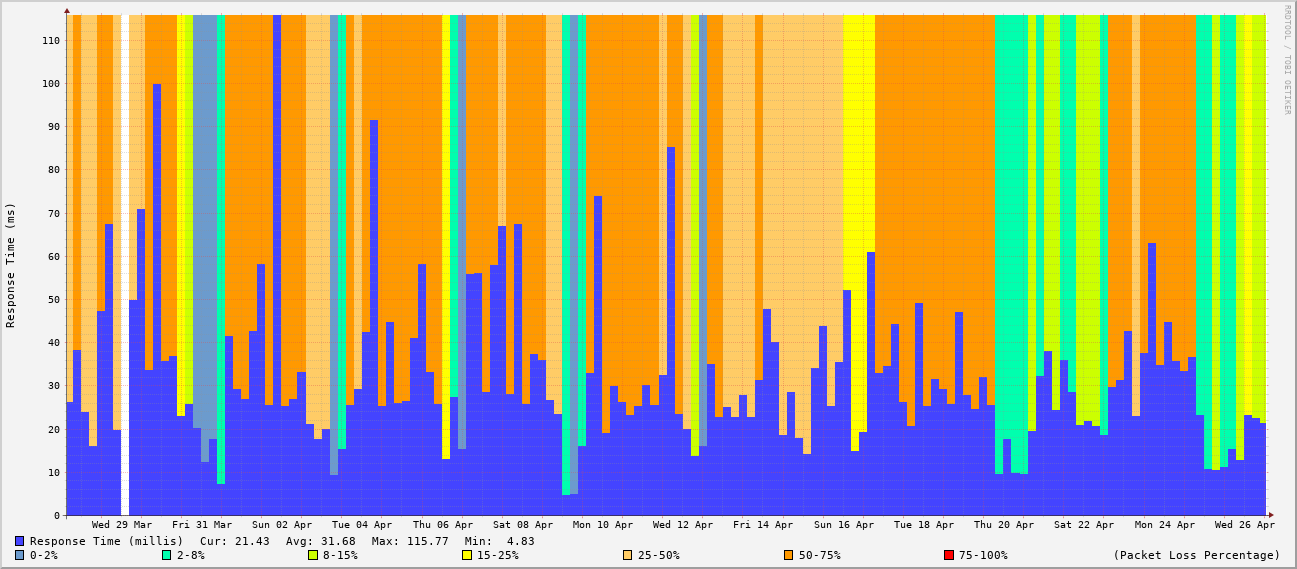 RRDTOOL / TOBI OETIKER
Response Time (ms)
110
100
90
80
70
60
50
40
30
20
10
0
Wed 29 Mar Fri 31 Mar Sun 02 Apr Tue 04 Apr Thu 06 Apr Sat 08 Apr Mon 10 Apr Wed 12 Apr Fri 14 Apr Sun 16 Apr Tue 18 Apr Thu 20 Apr Sat 22 Apr Mon 24 Apr Wed 26 Apr
Response Time (millis) Cur: 21.43 Avg: 31.68 Max: 115.77 Min: 4.83
0-2% 2-8% 8-15% 15-25% 25-50% 50-75% 75-100% (Packet Loss Percentage)